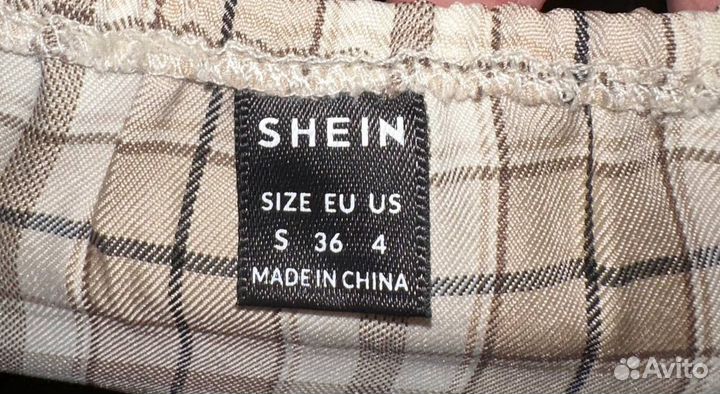 SHEIN
SIZE EU US
S 36 4
MADE IN CHINA
Avito